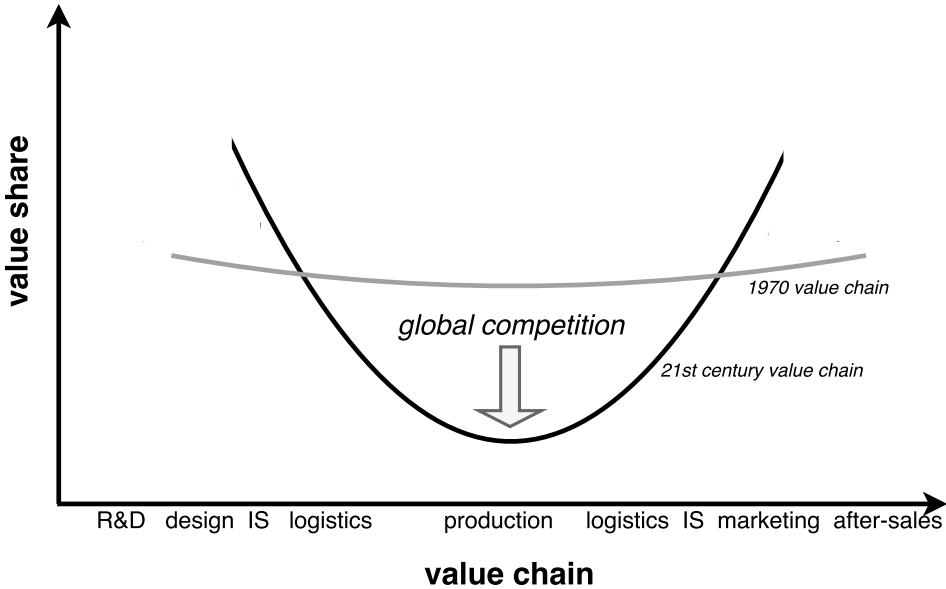 value share
1970 value chain
global competition
21st century value chain
R&D design IS logistics production logistics IS marketing after-sales
value chain